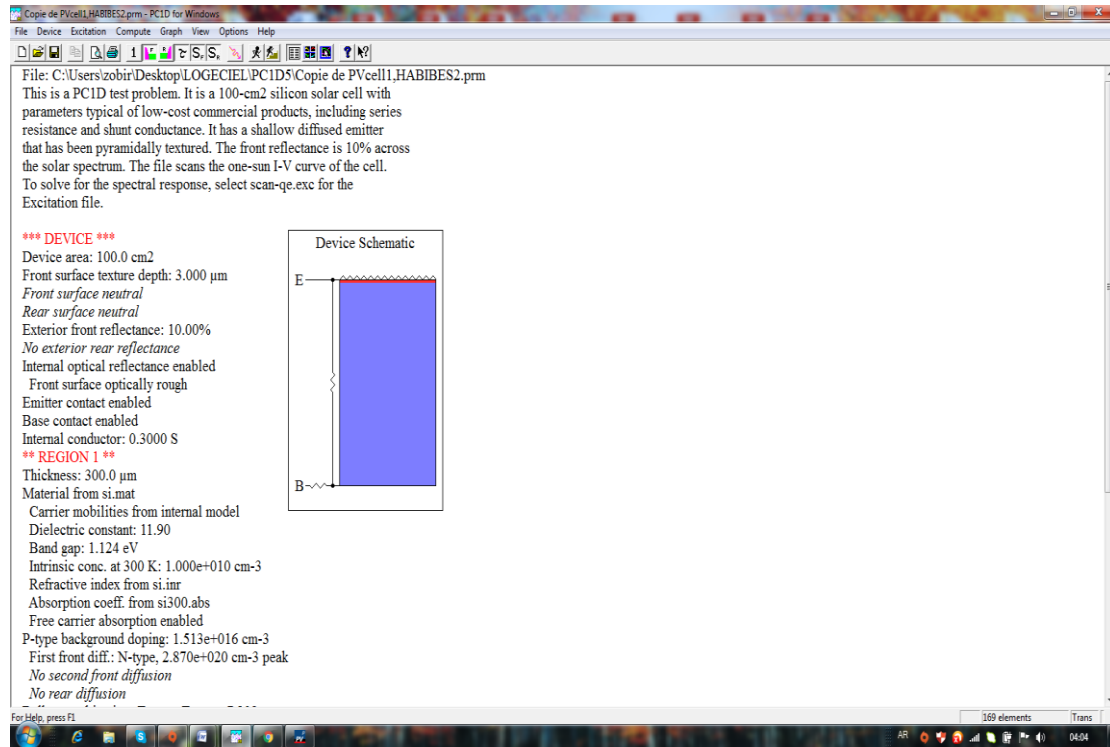 Copie de PVcell1,HABIBES2.prm - PC1D for Windows
File Device Excitation Compute Graph View Options Help
File: C:\Users\zobir\Desktop\LOGECIEL\PC1D5\Copie de PVcell1,HABIBES2.prm
This is a PC1D test problem. It is a 100-cm2 silicon solar cell with
parameters typical of low-cost commercial products, including series
resistance and shunt conductance. It has a shallow diffused emitter
that has been pyramidally textured. The front reflectance is 10% across
the solar spectrum. The file scans the one-sun I-V curve of the cell.
To solve for the spectral response, select scan-qe.exc for the
Excitation file.
*** DEVICE ***
Device area: 100.0 cm2
Front surface texture depth: 3.000 µm
Front surface neutral
Rear surface neutral
Exterior front reflectance: 10.00%
No exterior rear reflectance
Internal optical reflectance enabled
Front surface optically rough
Emitter contact enabled
Base contact enabled
Internal conductor: 0.3000 S
** REGION 1 **
Thickness: 300.0 µm
Material from si.mat
Carrier mobilities from internal model
Dielectric constant: 11.90
Band gap: 1.124 eV
Intrinsic conc. at 300 K: 1.000e+010 cm-3
Refractive index from si.inr
Absorption coeff. from si300.abs
Free carrier absorption enabled
P-type background doping: 1.513e+016 cm-3
First front diff.: N-type, 2.870e+020 cm-3 peak
No second front diffusion
No rear diffusion
Device Schematic
E
B
For Help, press F1
169 elements
Trans
AR
04:04